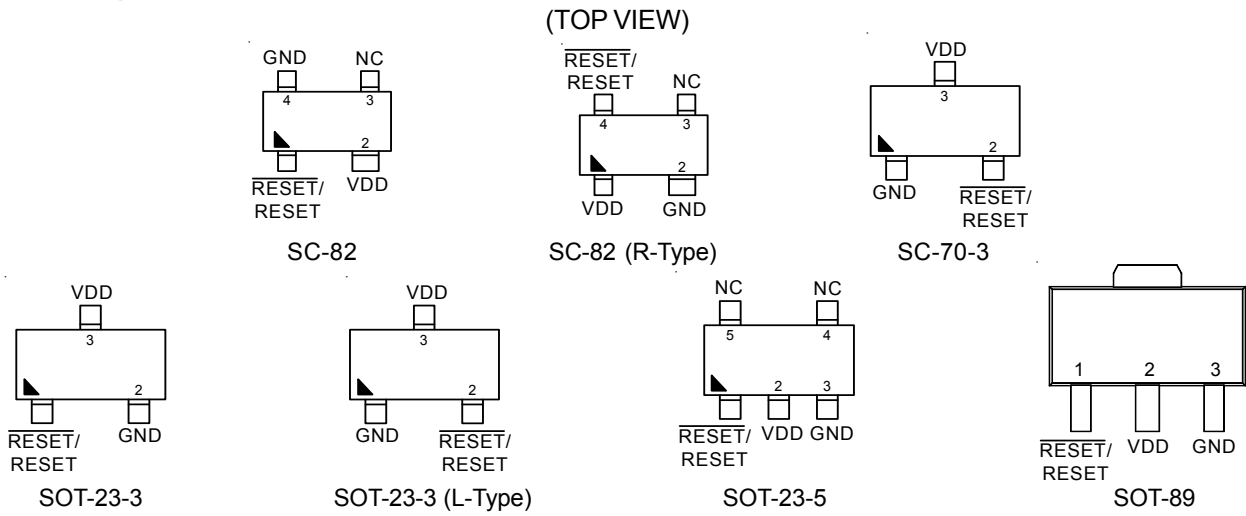 (TOP VIEW)
GND NC
4 3
2
RESET/ VDD
RESET
SC-82
RESET/
RESET NC
4 3
2
VDD GND
SC-82 (R-Type)
VDD
3
2
GND RESET/
RESET
SC-70-3
VDD
3
2
RESET/ GND
RESET
SOT-23-3
VDD
3
2
GND RESET/
RESET
SOT-23-3 (L-Type)
NC NC
5 4
2 3
RESET/ VDD GND
RESET
SOT-23-5
1 2 3
RESET/ VDD GND
RESET
SOT-89